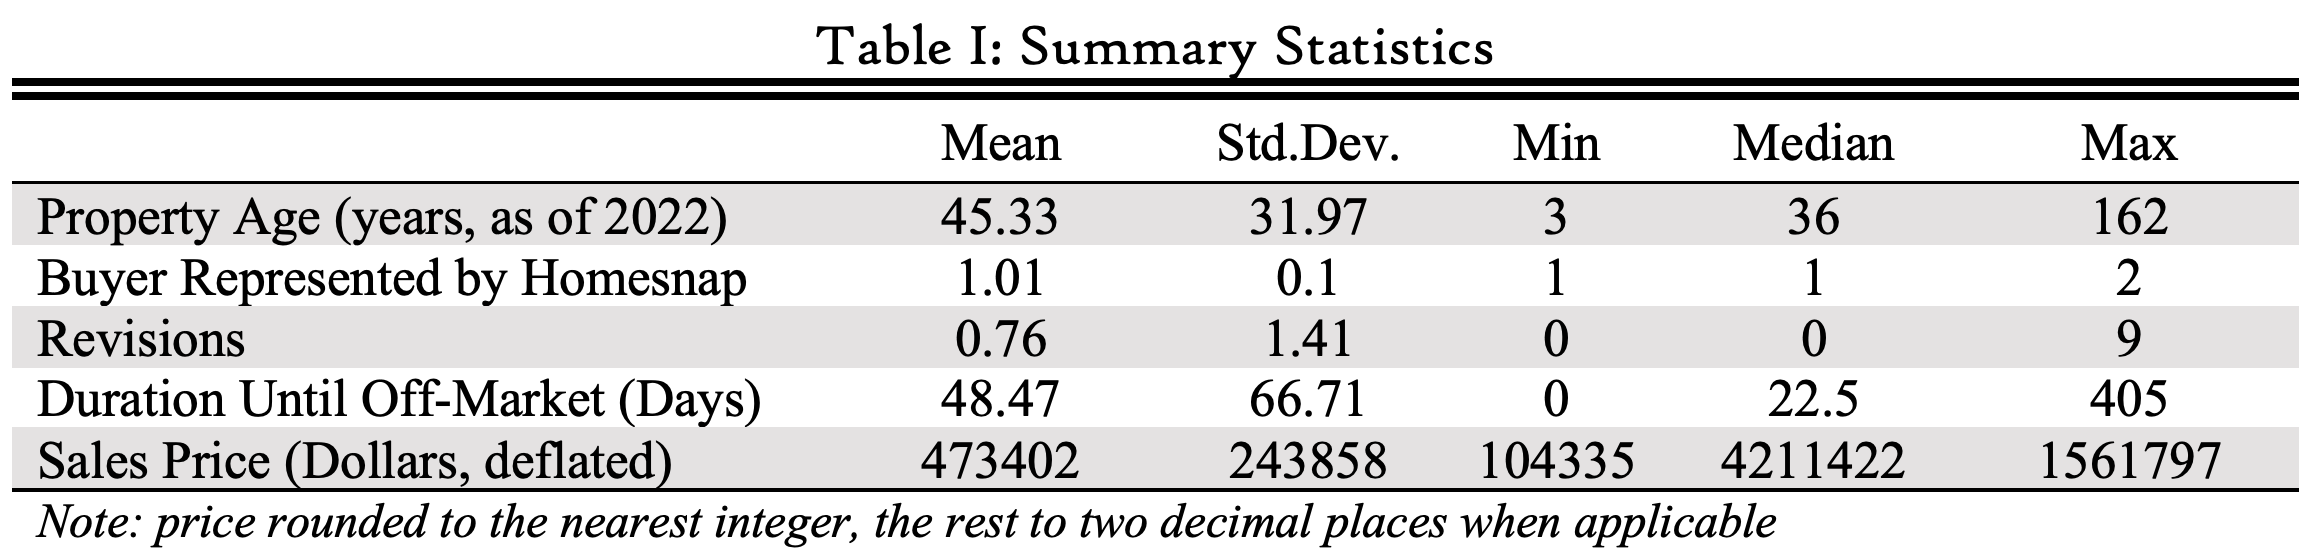 Table I: Summary Statistics
Mean Std.Dev. Min Median Max
Property Age (years, as of 2022) 45.33 31.97 3 36 162
Buyer Represented by Homesnap 1.01 0.1 1 1 2
Revisions 0.76 1.41 0 0 9
Duration Until Off-Market (Days) 48.47 66.71 0 22.5 405
Sales Price (Dollars, deflated) 473402 243858 104335 4211422 1561797
Note: price rounded to the nearest integer, the rest to two decimal places when applicable